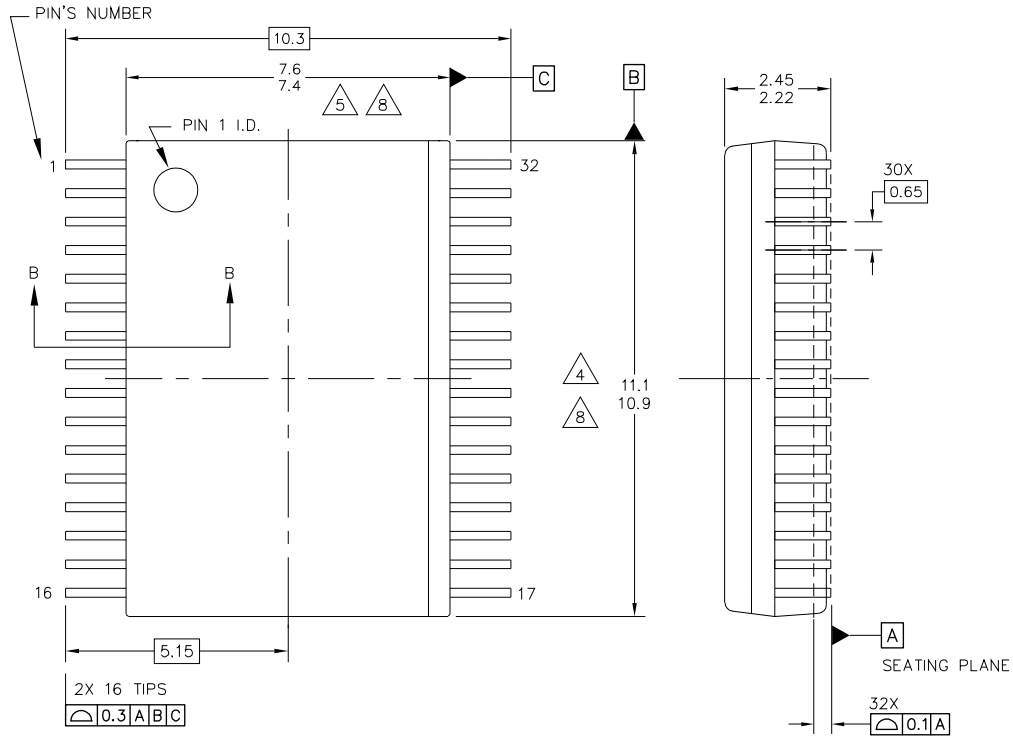 PIN'S NUMBER
10.3
7.6
7.4
5
8
C
B
PIN 1 I.D.
1
32
B
B
4
8
11.1
10.9
16
17
5.15
2X 16 TIPS
⌓ 0.3 A B C
2.45
2.22
30X
0.65
A
SEATING PLANE
32X
⌓ 0.1 A